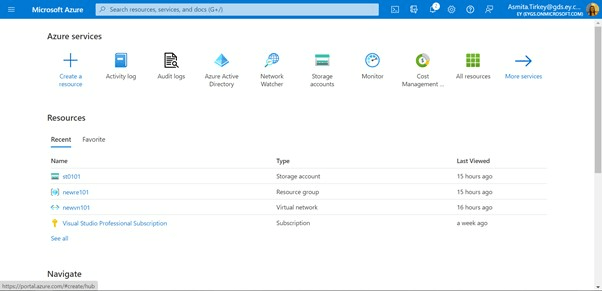 Microsoft Azure
Search resources, services, and docs (G+/)
2
Asmita.Tirkey@gds.ey.c...
EY (EYGS.ONMICROSOFT.COM)
Azure services
Create a resource
Activity log
Audit logs
Azure Active Directory
Network Watcher
Storage accounts
Monitor
Cost Management ...
All resources
More services
Resources
Recent Favorite
Name Type Last Viewed
st0101 Storage account 15 hours ago
newre101 Resource group 15 hours ago
newvn101 Virtual network 16 hours ago
Visual Studio Professional Subscription Subscription a week ago
See all
Navigate
https://portal.azure.com/#create/hub